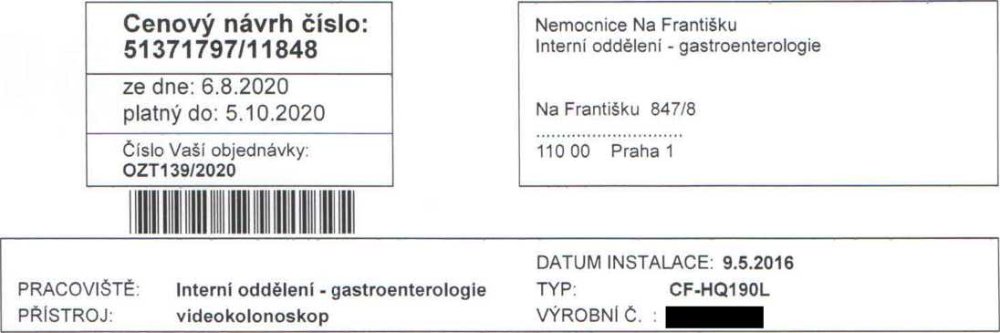 Cenový návrh číslo:
51371797/11848
ze dne: 6.8.2020
platný do: 5.10.2020
Číslo Vaší objednávky:
OZT139/2020
Nemocnice Na Františku
Interní oddělení - gastroenterologie
Na Františku 847/8
.............................
110 00 Praha 1
DATUM INSTALACE: 9.5.2016
PRACOVIŠTĚ: Interní oddělení - gastroenterologie TYP: CF-HQ190L
PŘÍSTROJ: videokolonoskop VÝROBNÍ Č. :